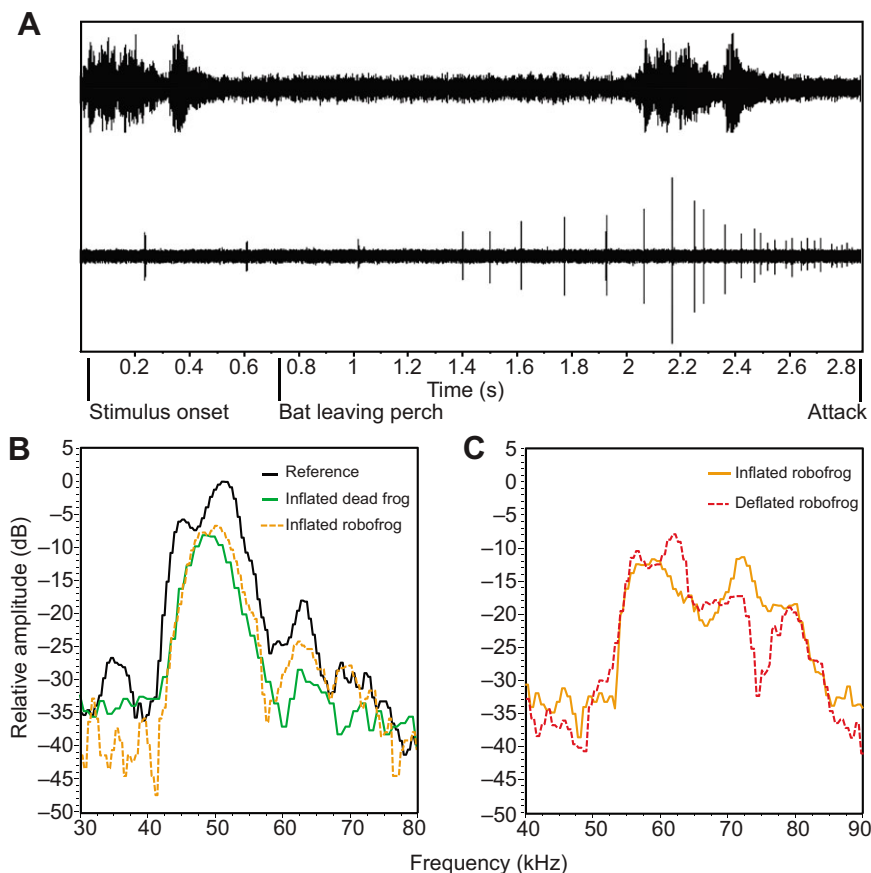 A
0.2 0.4 0.6 0.8 1 1.2 1.4 1.6 1.8 2 2.2 2.4 2.6 2.8
Time (s)
Stimulus onset Bat leaving perch Attack
B
Relative amplitude (dB)
5
0
–5
–10
–15
–20
–25
–30
–35
–40
–45
–50
Reference
Inflated dead frog
Inflated robofrog
30 40 50 60 70 80
C
5
0
–5
–10
–15
–20
–25
–30
–35
–40
–45
–50
Inflated robofrog
Deflated robofrog
40 50 60 70 80 90
Frequency (kHz)